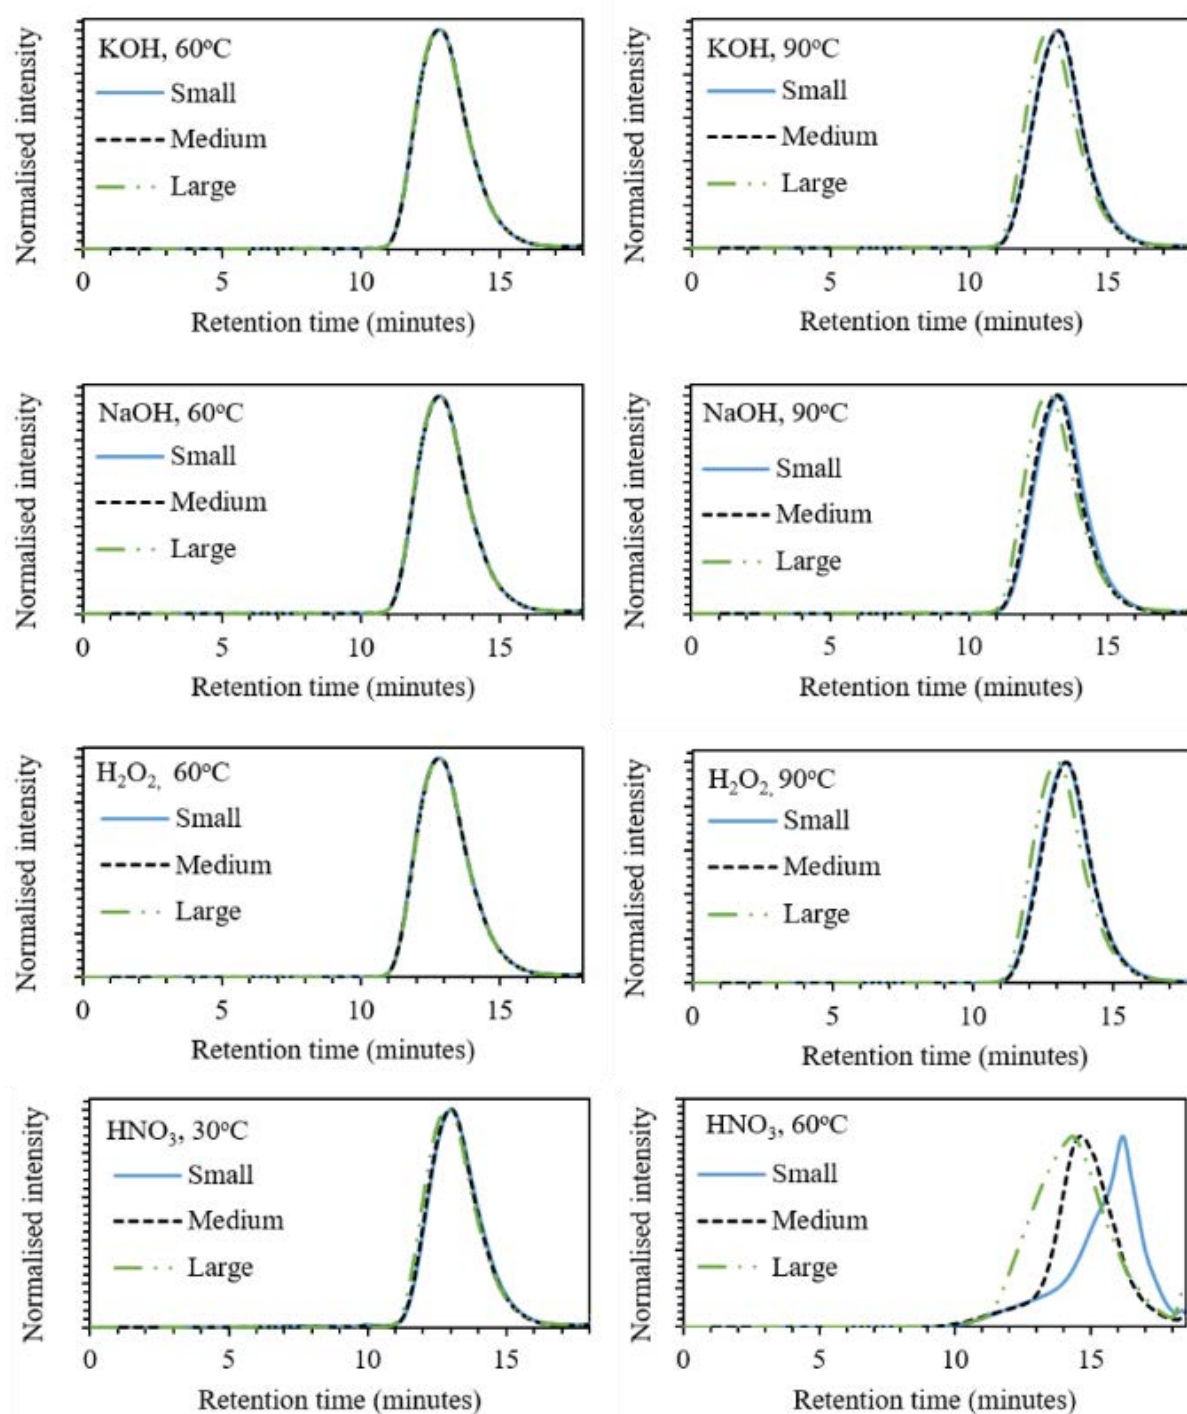 Normalised intensity
KOH, 60°C
Small
Medium
Large
0 5 10 15
Retention time (minutes)
Normalised intensity
KOH, 90°C
Small
Medium
Large
0 5 10 15
Retention time (minutes)
Normalised intensity
NaOH, 60°C
Small
Medium
Large
0 5 10 15
Retention time (minutes)
Normalised intensity
NaOH, 90°C
Small
Medium
Large
0 5 10 15
Retention time (minutes)
Normalised intensity
H₂O₂, 60°C
Small
Medium
Large
0 5 10 15
Retention time (minutes)
Normalised intensity
H₂O₂, 90°C
Small
Medium
Large
0 5 10 15
Retention time (minutes)
Normalised intensity
HNO₃, 30°C
Small
Medium
Large
0 5 10 15
Retention time (minutes)
Normalised intensity
HNO₃, 60°C
Small
Medium
Large
0 5 10 15
Retention time (minutes)